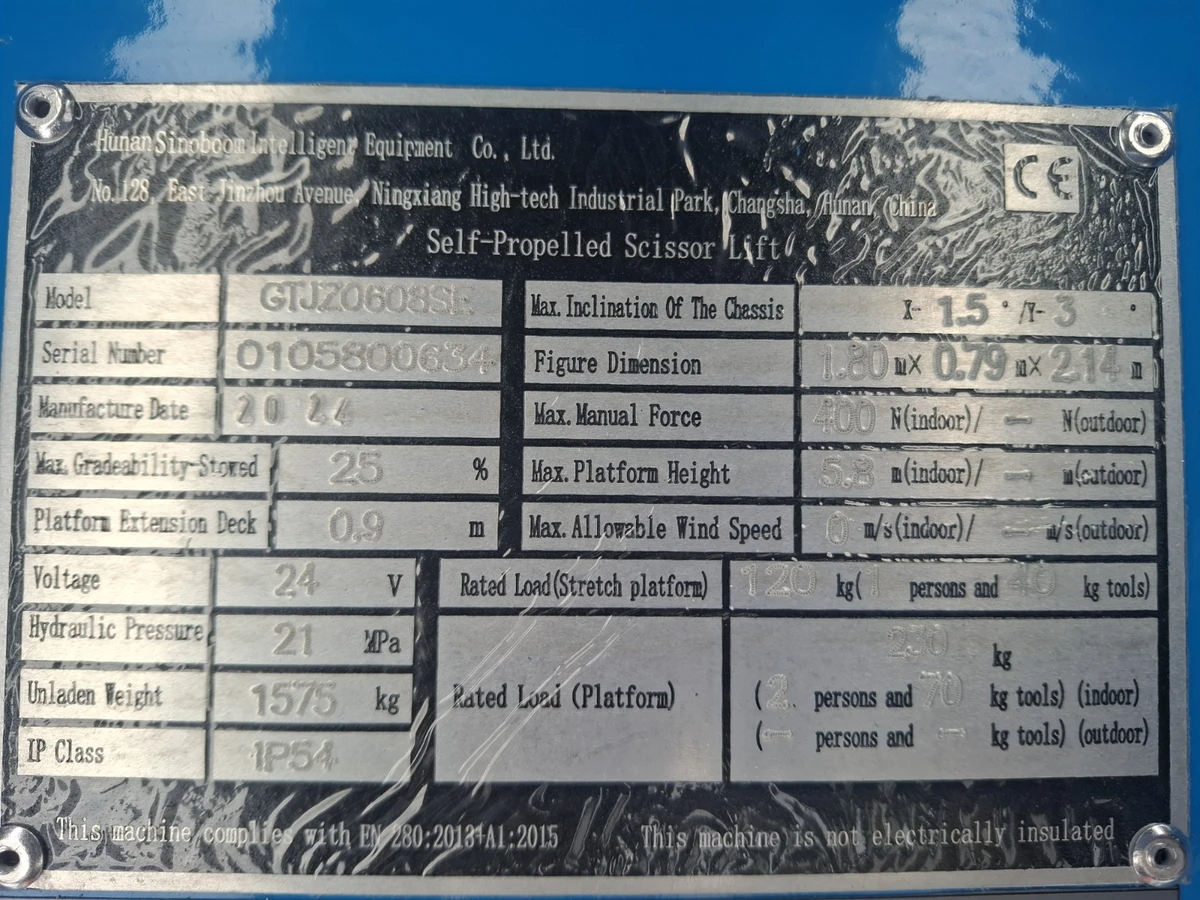 Hunan Sinoboom Intelligent Equipment Co., Ltd.
No.128, East Jinzhou Avenue, Ningxiang High-tech Industrial Park, Changsha, Hunan, China
CE
Self-Propelled Scissor Lift
Model GTJZ0608SE
Serial Number 0105800634
Manufacture Date 2024
Max. Gradeability-Stowed 25 %
Platform Extension Deck 0.9 m
Max. Inclination Of The Chassis X- 1.5 ° /Y- 3 °
Figure Dimension 1.80 m× 0.79 m× 2.14 m
Max. Manual Force 400 N(indoor)/ — N(outdoor)
Max. Platform Height 5.8 m(indoor)/ — m(outdoor)
Max. Allowable Wind Speed 0 m/s(indoor)/ — m/s(outdoor)
Voltage 24 V
Hydraulic Pressure 21 MPa
Unladen Weight 1575 kg
IP Class IP54
Rated Load(Stretch platform) 120 kg( 1 persons and 40 kg tools)
Rated Load (Platform) 230 kg
( 2 persons and 70 kg tools) (indoor)
( — persons and — kg tools) (outdoor)
This machine complies with EN 280:2013+A1:2015
This machine is not electrically insulated